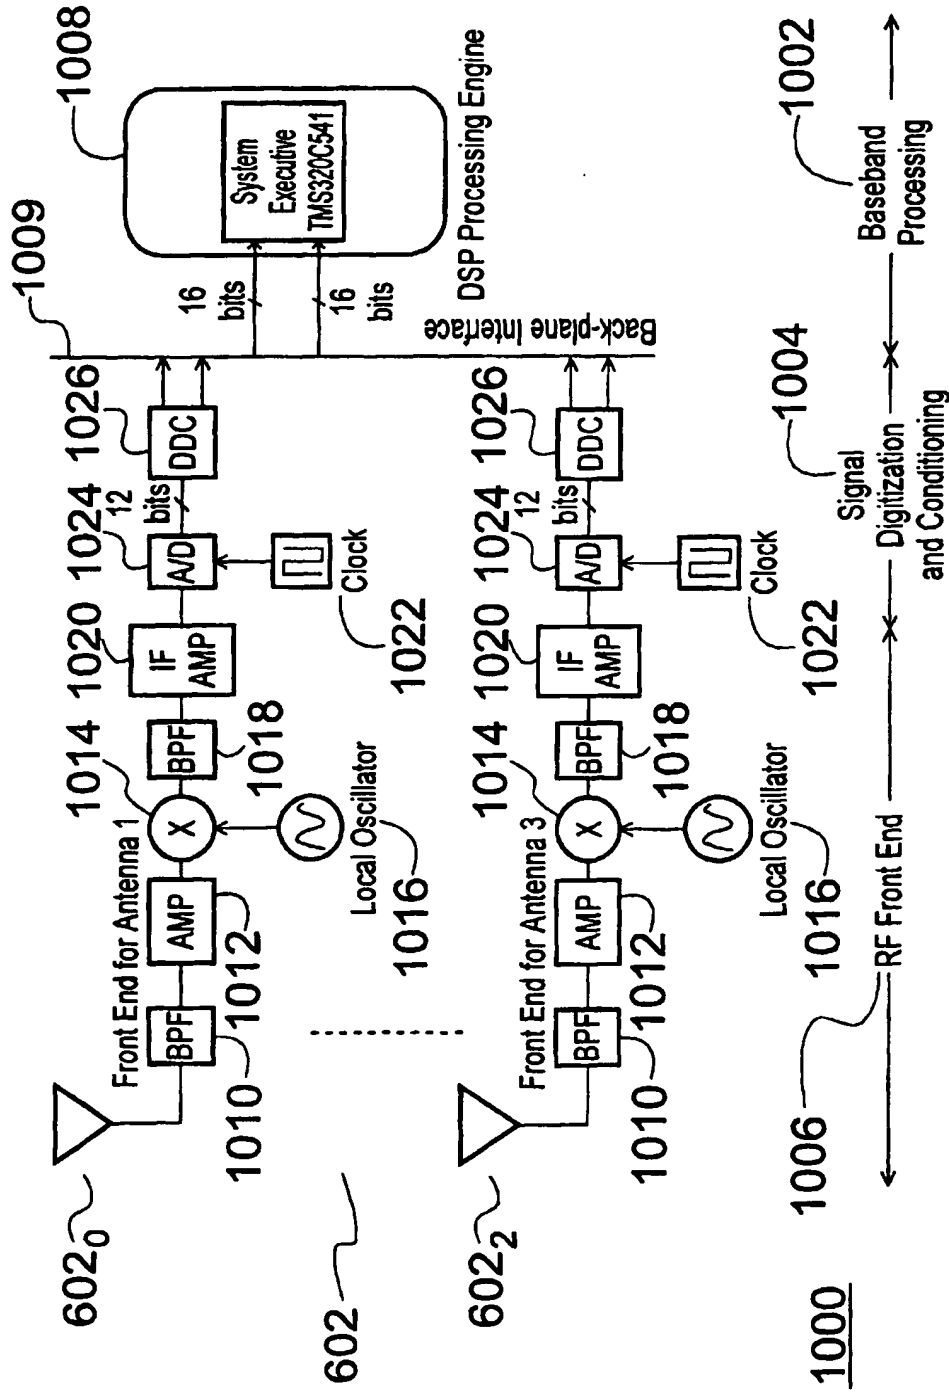 1008
System
Executive
TMS320C541
DSP Processing Engine
1009
16
bits
16
bits
Back-plane Interface
Front End for Antenna 1
602₀
BPF
1010
AMP
1012
X
1014
Local Oscillator
1016
BPF
1018
IF
AMP
1020
A/D
1024
Clock
1022
12
bits
DDC
1026
602
Front End for Antenna 3
602₂
BPF
1010
AMP
1012
X
1014
Local Oscillator
1016
BPF
1018
IF
AMP
1020
A/D
1024
Clock
1022
12
bits
DDC
1026
1006
RF Front End
1004
Signal
Digitization
and Conditioning
1002
Baseband
Processing
1000